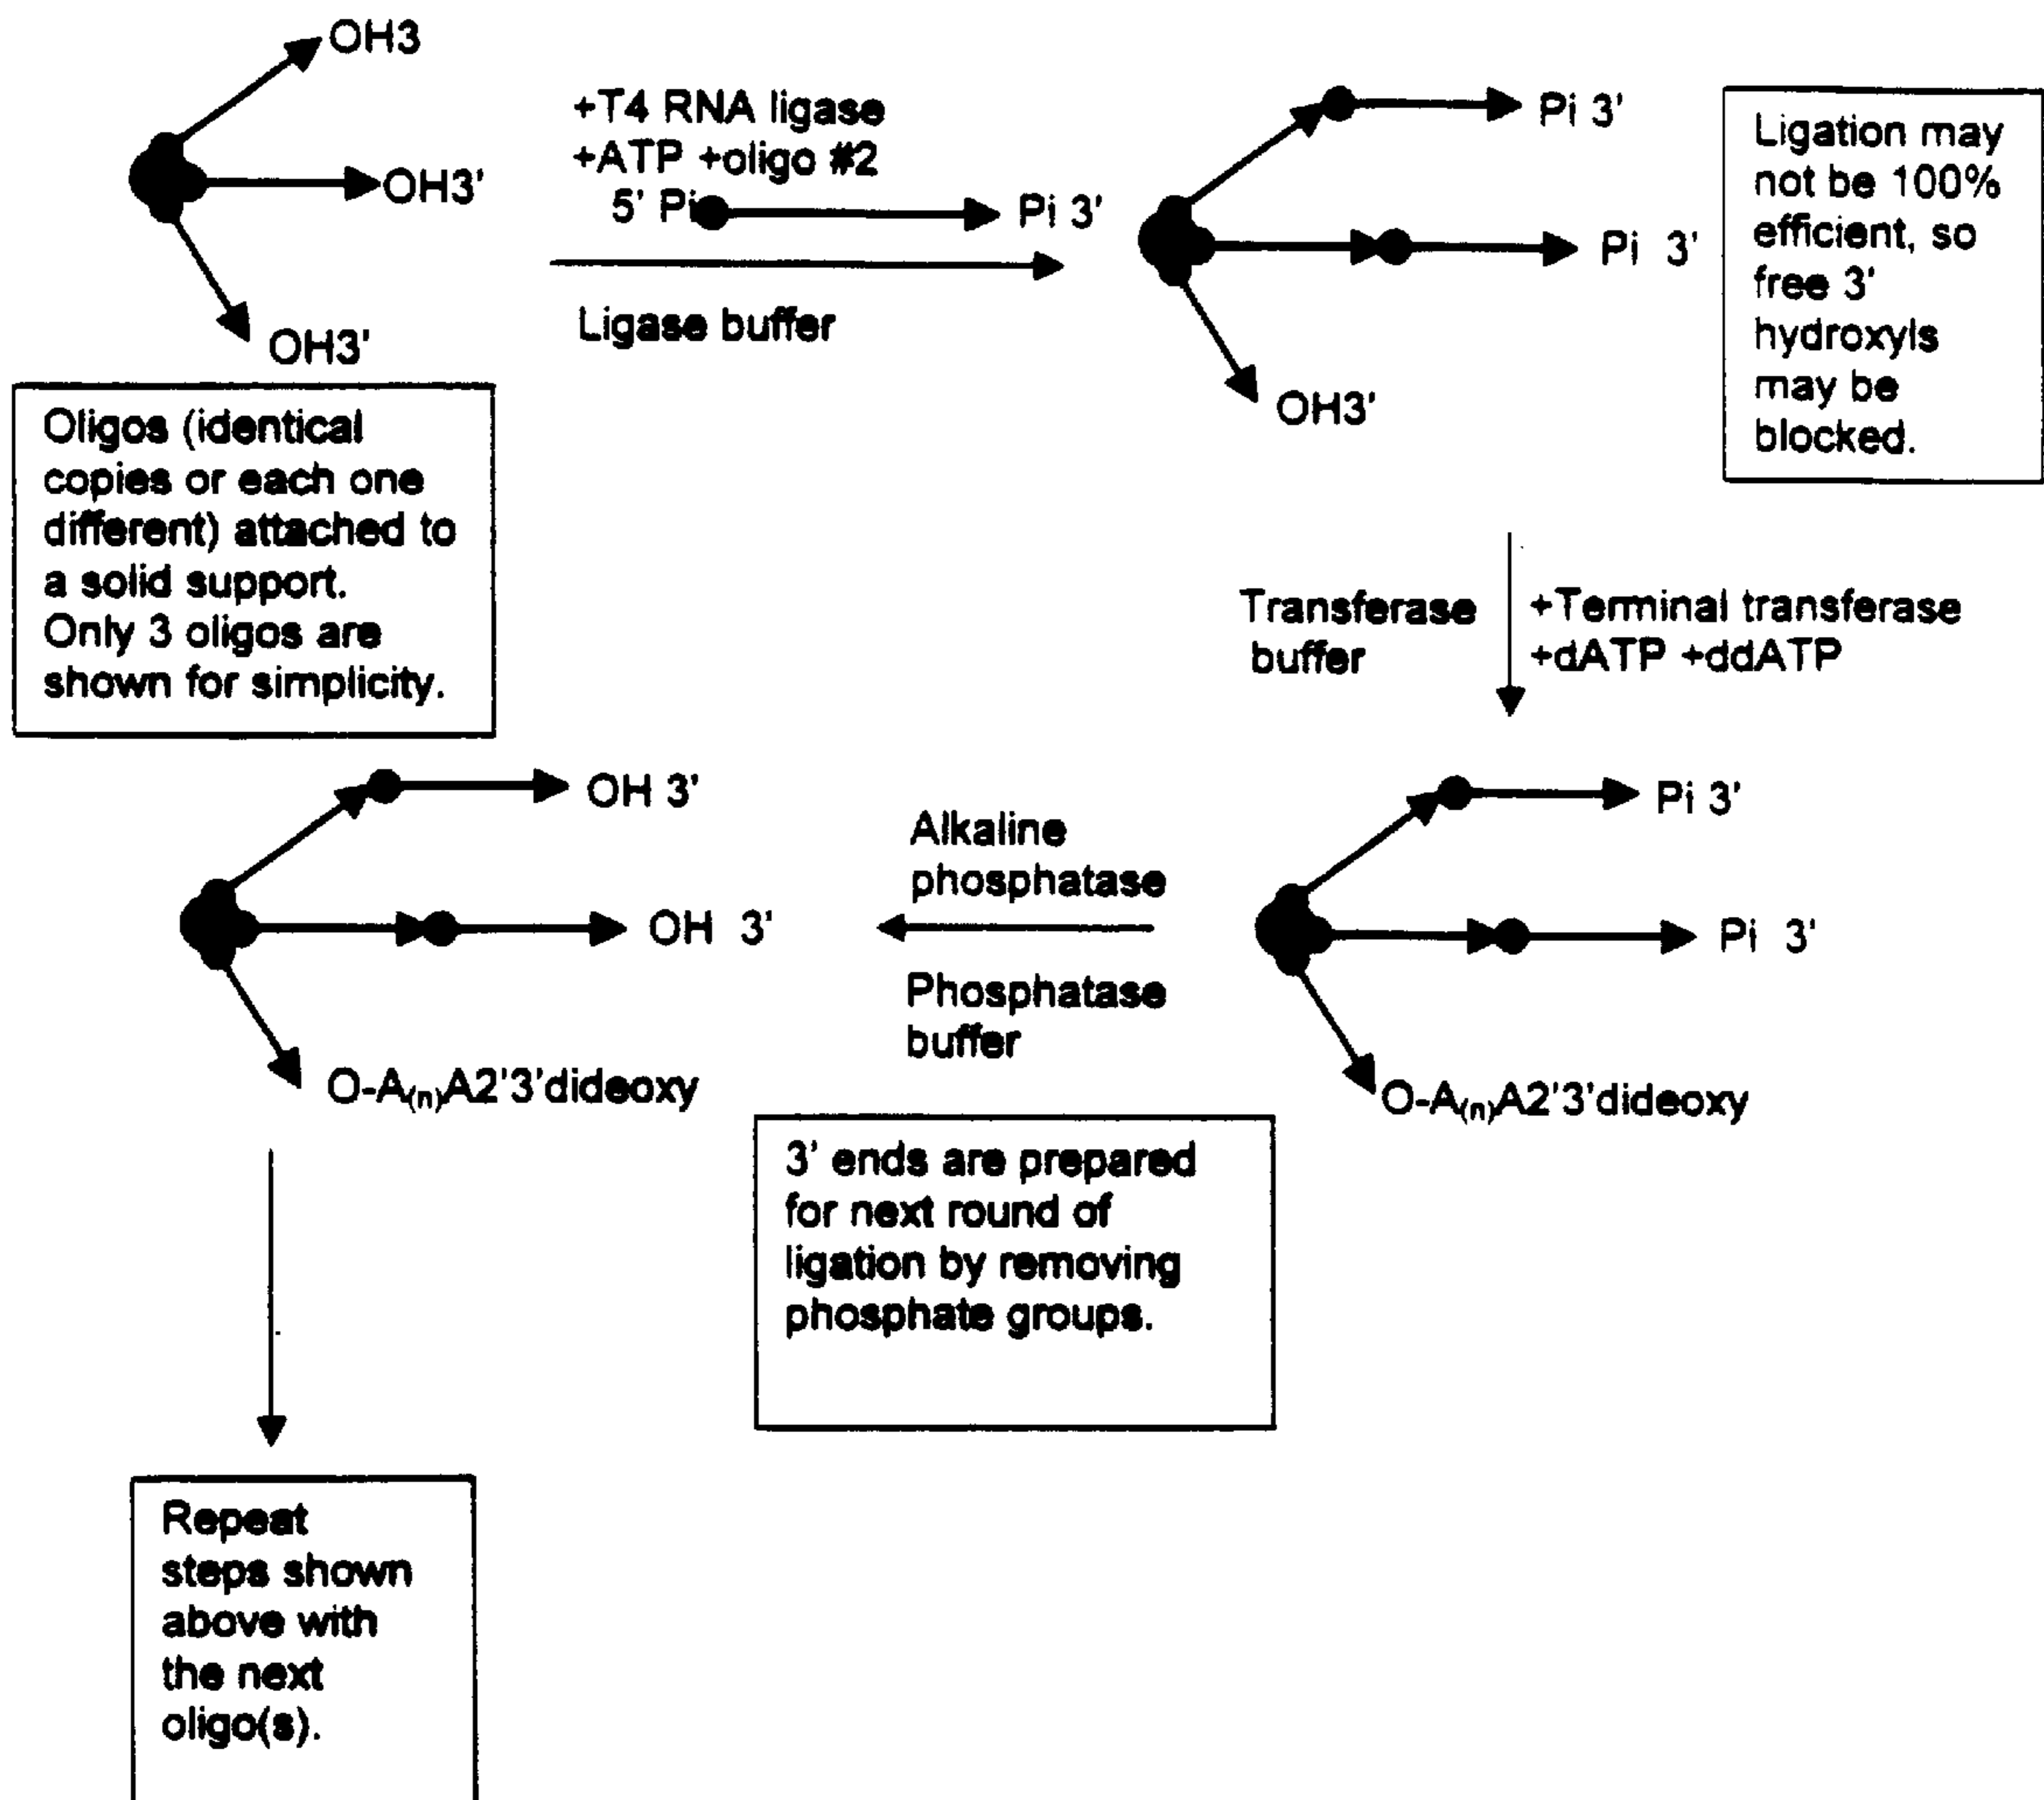 OH3
OH3'
OH3'
+T4 RNA ligase
+ATP +oligo #2
5' Pi
Pi 3'
Ligase buffer
Pi 3'
Pi 3'
OH3'
Ligation may
not be 100%
efficient, so
free 3'
hydroxyls
may be
blocked.
Oligos (identical
copies or each one
different) attached to
a solid support.
Only 3 oligos are
shown for simplicity.
Transferase
buffer
+Terminal transferase
+dATP +ddATP
Pi 3'
Pi 3'
O-A(n)A2'3'dideoxy
Alkaline
phosphatase
Phosphatase
buffer
OH 3'
OH 3'
O-A(n)A2'3'dideoxy
3' ends are prepared
for next round of
ligation by removing
phosphate groups.
Repeat
steps shown
above with
the next
oligo(s).